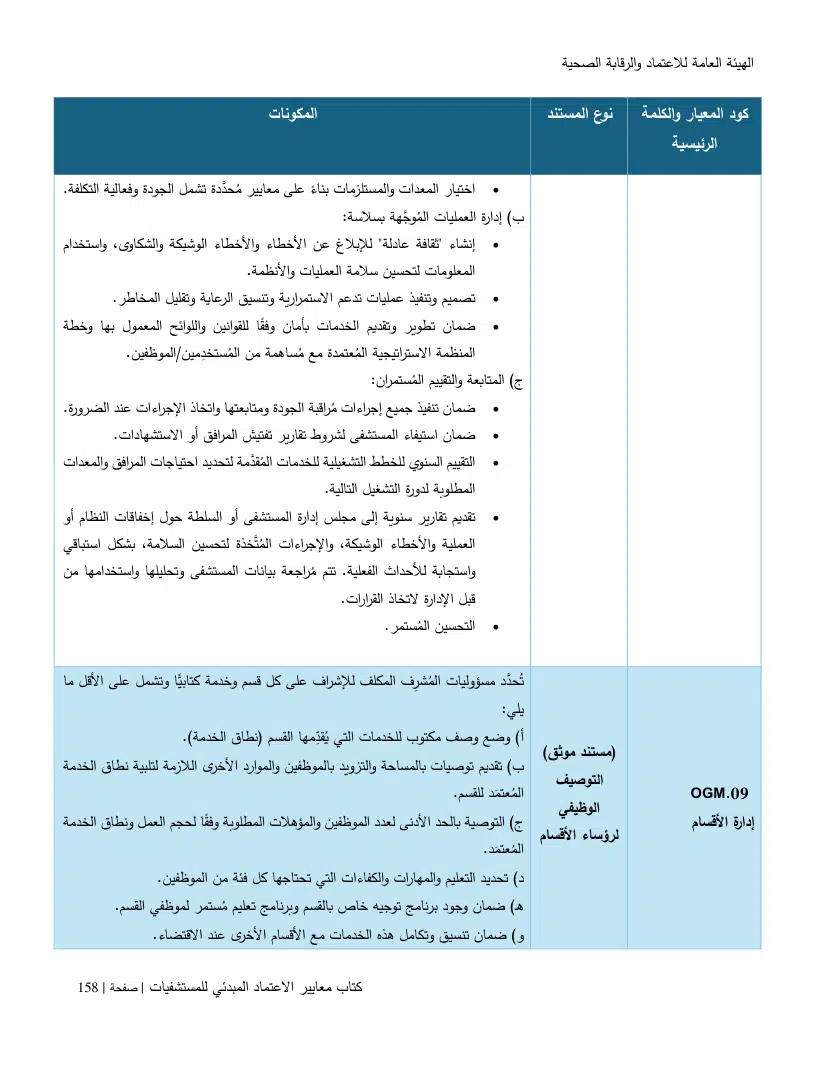 الهيئة العامة للاعتماد والرقابة الصحية
كود المعيار والكلمة
الرئيسية
نوع المستند
المكونات
• اختيار المعدات والمستلزمات بناءً على معايير مُحدَّدة تشمل الجودة وفعالية التكلفة.
ب) إدارة العمليات المُوجَّهة بسلاسة:
• إنشاء "ثقافة عادلة" للإبلاغ عن الأخطاء والأخطاء الوشيكة والشكاوى، واستخدام
المعلومات لتحسين سلامة العمليات والأنظمة.
• تصميم وتنفيذ عمليات تدعم الاستمرارية وتنسيق الرعاية وتقليل المخاطر.
• ضمان تطوير وتقديم الخدمات بأمان وفقًا للقوانين واللوائح المعمول بها وخطة
المنظمة الاستراتيجية المُعتمدة مع مُساهمة من المُستخدِمين/الموظفين.
ج) المتابعة والتقييم المُستمران:
• ضمان تنفيذ جميع إجراءات مُراقبة الجودة ومتابعتها واتخاذ الإجراءات عند الضرورة.
• ضمان استيفاء المستشفى لشروط تقارير تفتيش المرافق أو الاستشهادات.
• التقييم السنوي للخطط التشغيلية للخدمات المُقدَّمة لتحديد احتياجات المرافق والمعدات
المطلوبة لدورة التشغيل التالية.
• تقديم تقارير سنوية إلى مجلس إدارة المستشفى أو السلطة حول إخفاقات النظام أو
العملية والأخطاء الوشيكة، والإجراءات المُتَّخذة لتحسين السلامة، بشكل استباقي
واستجابة للأحداث الفعلية. تتم مُراجعة بيانات المستشفى وتحليلها واستخدامها من
قبل الإدارة لاتخاذ القرارات.
• التحسين المُستمر.
OGM.09
إدارة الأقسام
(مستند موثق)
التوصيف
الوظيفي
لرؤساء الأقسام
تُحدَّد مسؤوليات المُشرِف المكلف للإشراف على كل قسم وخدمة كتابيًّا وتشمل على الأقل ما
يلي:
أ) وضع وصف مكتوب للخدمات التي يُقدِّمها القسم (نطاق الخدمة).
ب) تقديم توصيات بالمساحة والتزويد بالموظفين والموارد الأخرى اللازمة لتلبية نطاق الخدمة
المُعتمَد للقسم.
ج) التوصية بالحد الأدنى لعدد الموظفين والمؤهلات المطلوبة وفقًا لحجم العمل ونطاق الخدمة
المُعتمَد.
د) تحديد التعليم والمهارات والكفاءات التي تحتاجها كل فئة من الموظفين.
ه) ضمان وجود برنامج توجيه خاص بالقسم وبرنامج تعليم مُستمر لموظفي القسم.
و) ضمان تنسيق وتكامل هذه الخدمات مع الأقسام الأخرى عند الاقتضاء.
كتاب معايير الاعتماد المبدئي للمستشفيات | صفحة | 158